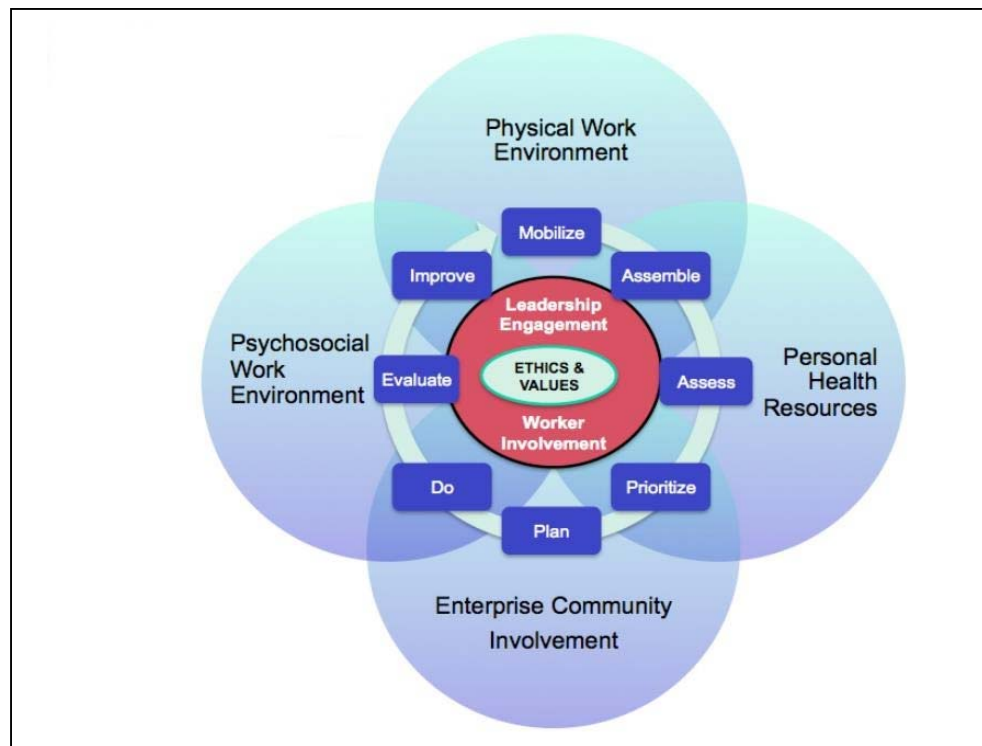 Physical Work
Environment
Mobilize
Improve
Assemble
Leadership
Engagement
Psychosocial
Work
Environment
Evaluate
ETHICS &
VALUES
Assess
Personal
Health
Resources
Worker
Involvement
Do
Prioritize
Plan
Enterprise Community
Involvement